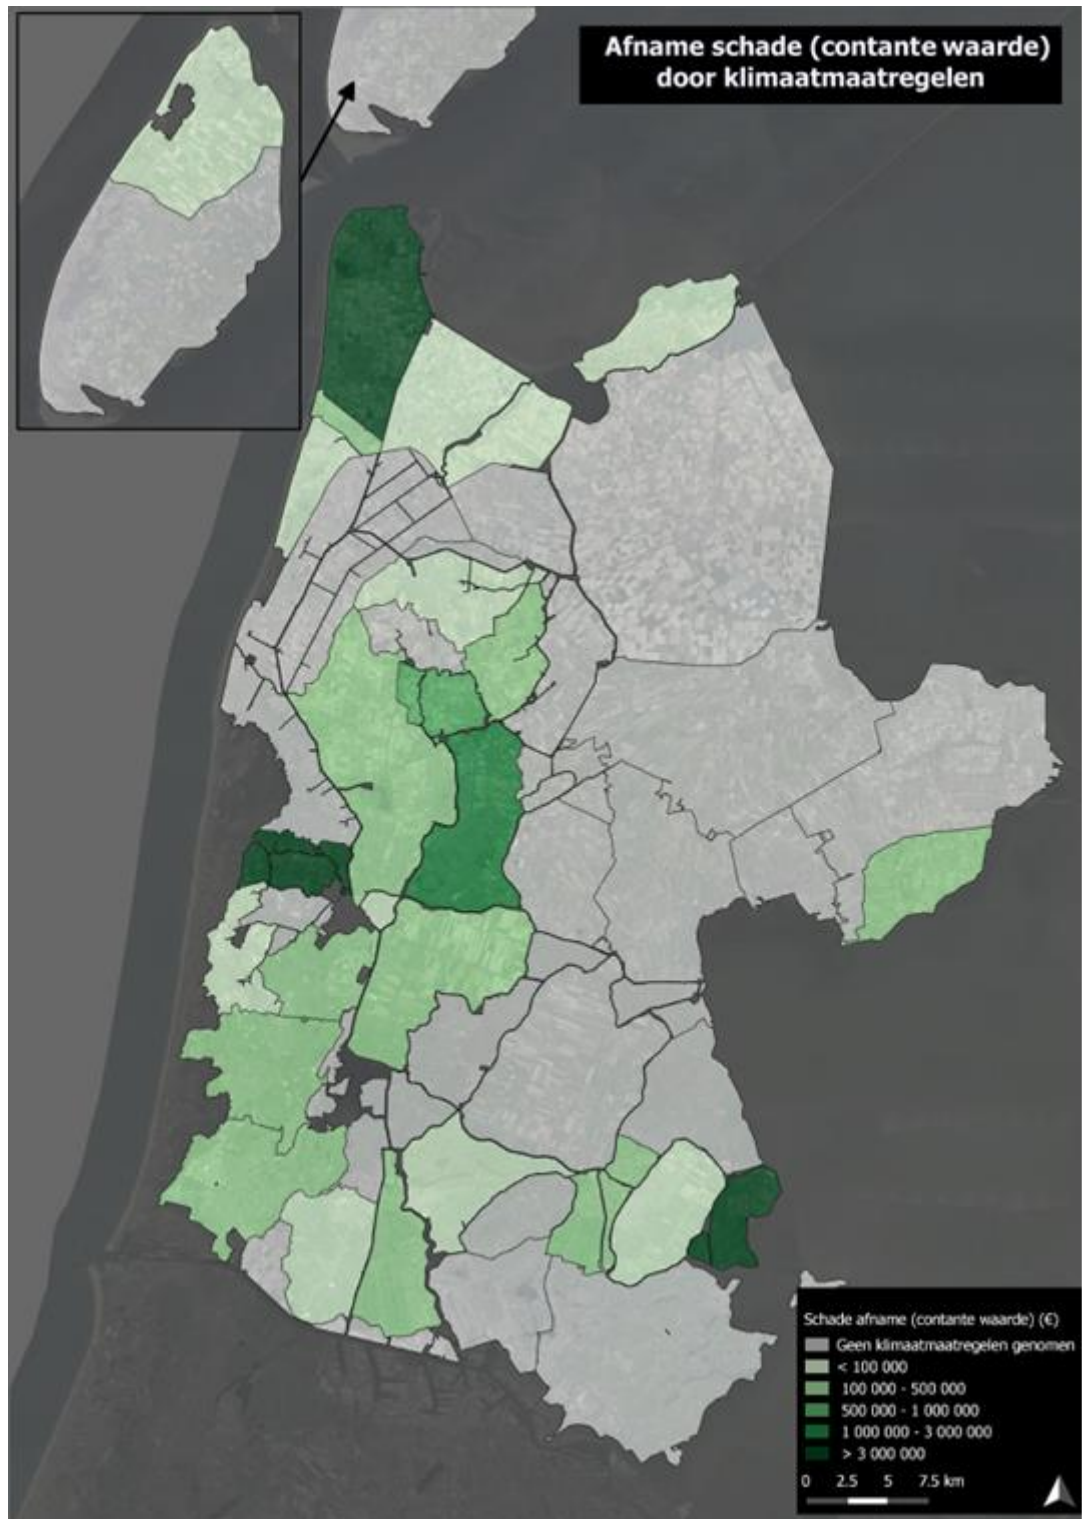 Afname schade (contante waarde)
door klimaatmaatregelen
Schade afname (contante waarde) (€)
Geen klimaatmaatregelen genomen
< 100 000
100 000 - 500 000
500 000 - 1 000 000
1 000 000 - 3 000 000
> 3 000 000
0 2.5 5 7.5 km